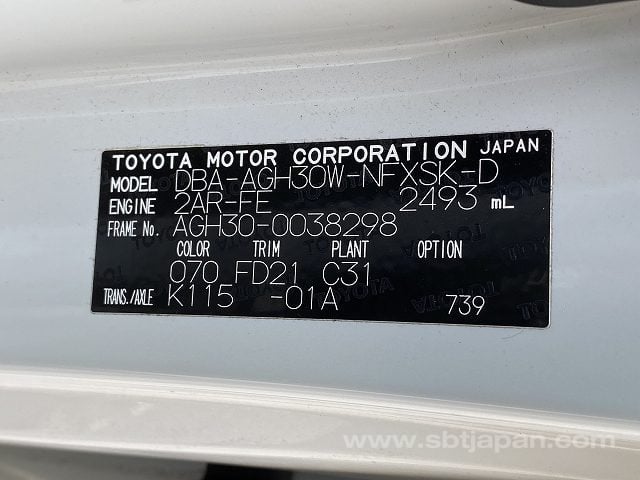 TOYOTA MOTOR CORPORATION JAPAN
MODEL DBA-AGH30W-NFXSK-D
ENGINE 2AR-FE 2493 mL
FRAME No. AGH30-0038298
COLOR TRIM PLANT OPTION
070 FD21 C31
TRANS./AXLE K115 -01A 739
www.sbtjapan.com